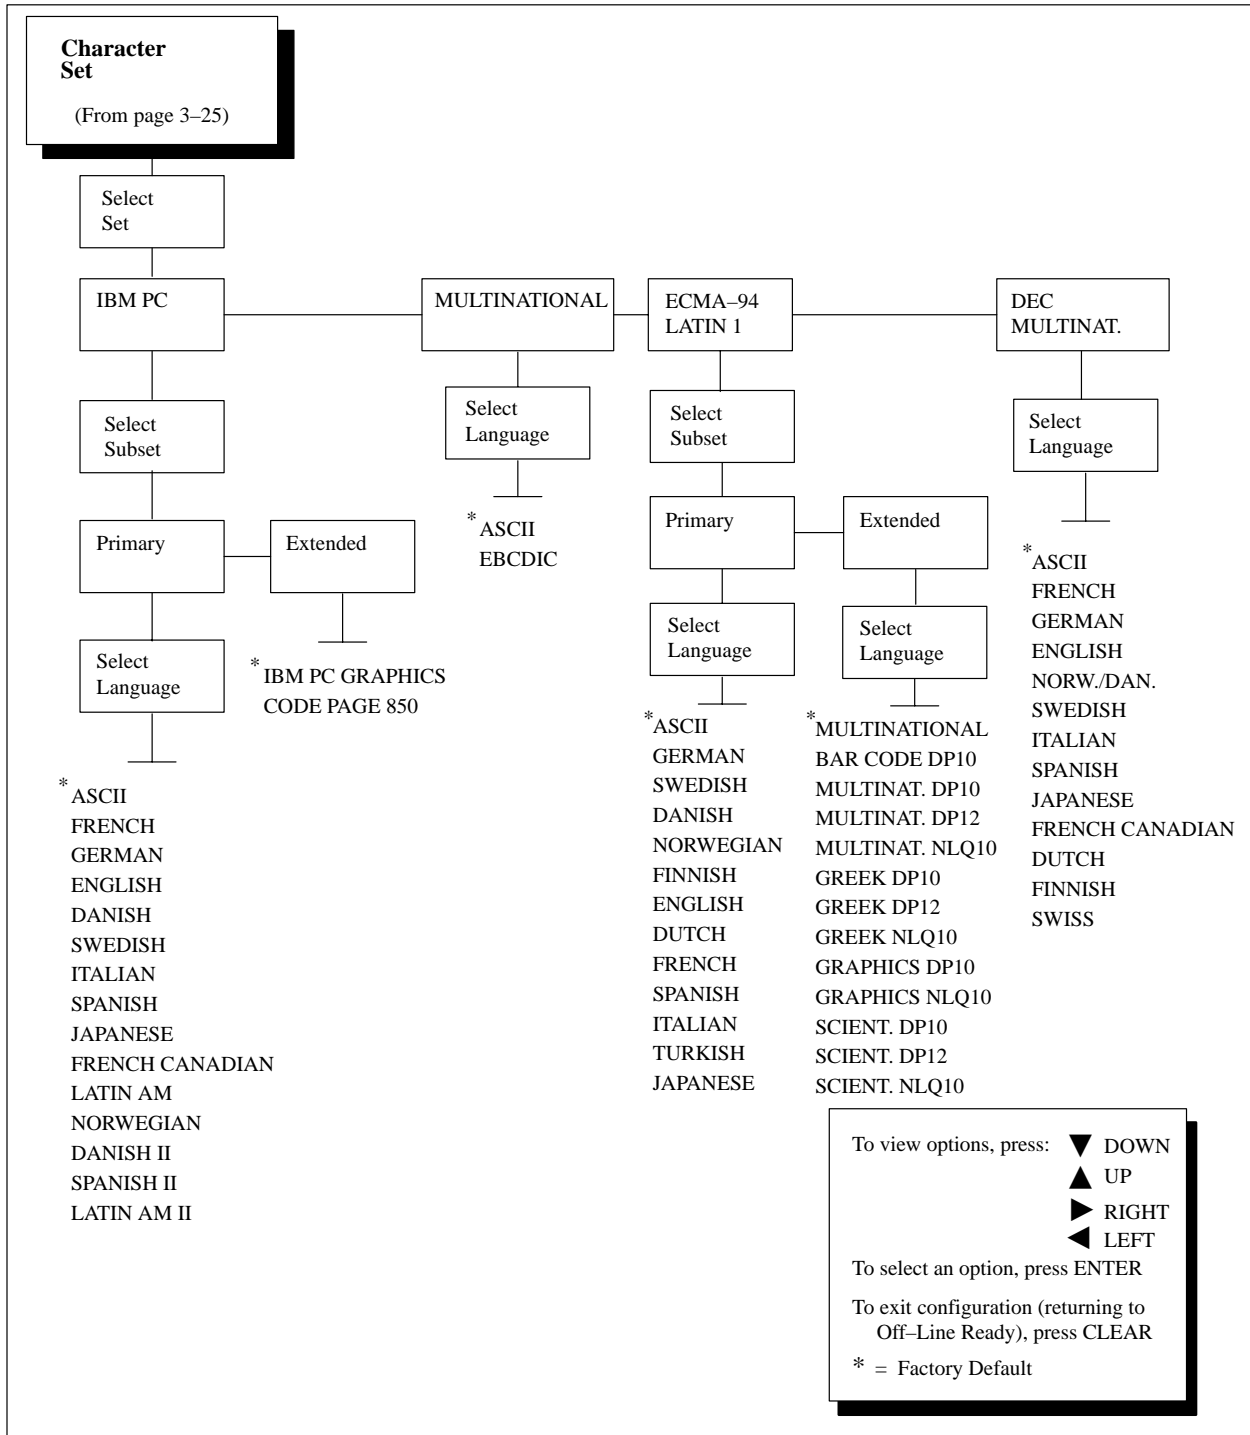 Character
Set
(From page 3–25)
Select
Set
IBM PC
MULTINATIONAL
ECMA–94
LATIN 1
DEC
MULTINAT.
Select
Subset
Primary
Extended
Select
Language
* IBM PC GRAPHICS
CODE PAGE 850
* ASCII
FRENCH
GERMAN
ENGLISH
DANISH
SWEDISH
ITALIAN
SPANISH
JAPANESE
FRENCH CANADIAN
LATIN AM
NORWEGIAN
DANISH II
SPANISH II
LATIN AM II
Select
Language
* ASCII
EBCDIC
Select
Subset
Primary
Extended
Select
Language
* ASCII
GERMAN
SWEDISH
DANISH
NORWEGIAN
FINNISH
ENGLISH
DUTCH
FRENCH
SPANISH
ITALIAN
TURKISH
JAPANESE
Select
Language
* MULTINATIONAL
BAR CODE DP10
MULTINAT. DP10
MULTINAT. DP12
MULTINAT. NLQ10
GREEK DP10
GREEK DP12
GREEK NLQ10
GRAPHICS DP10
GRAPHICS NLQ10
SCIENT. DP10
SCIENT. DP12
SCIENT. NLQ10
Select
Language
* ASCII
FRENCH
GERMAN
ENGLISH
NORW./DAN.
SWEDISH
ITALIAN
SPANISH
JAPANESE
FRENCH CANADIAN
DUTCH
FINNISH
SWISS
To view options, press: ▼ DOWN
▲ UP
▶ RIGHT
◀ LEFT
To select an option, press ENTER
To exit configuration (returning to
Off–Line Ready), press CLEAR
* = Factory Default